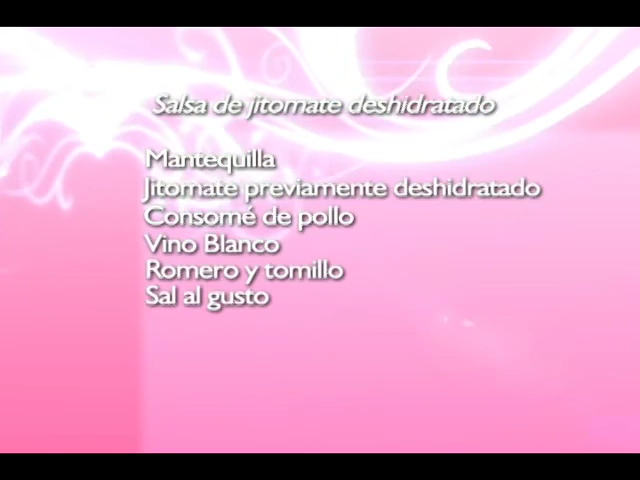 Salsa de jitomate deshidratado
Mantequilla
Jitomate previamente deshidratado
Consomé de pollo
Vino Blanco
Romero y tomillo
Sal al gusto